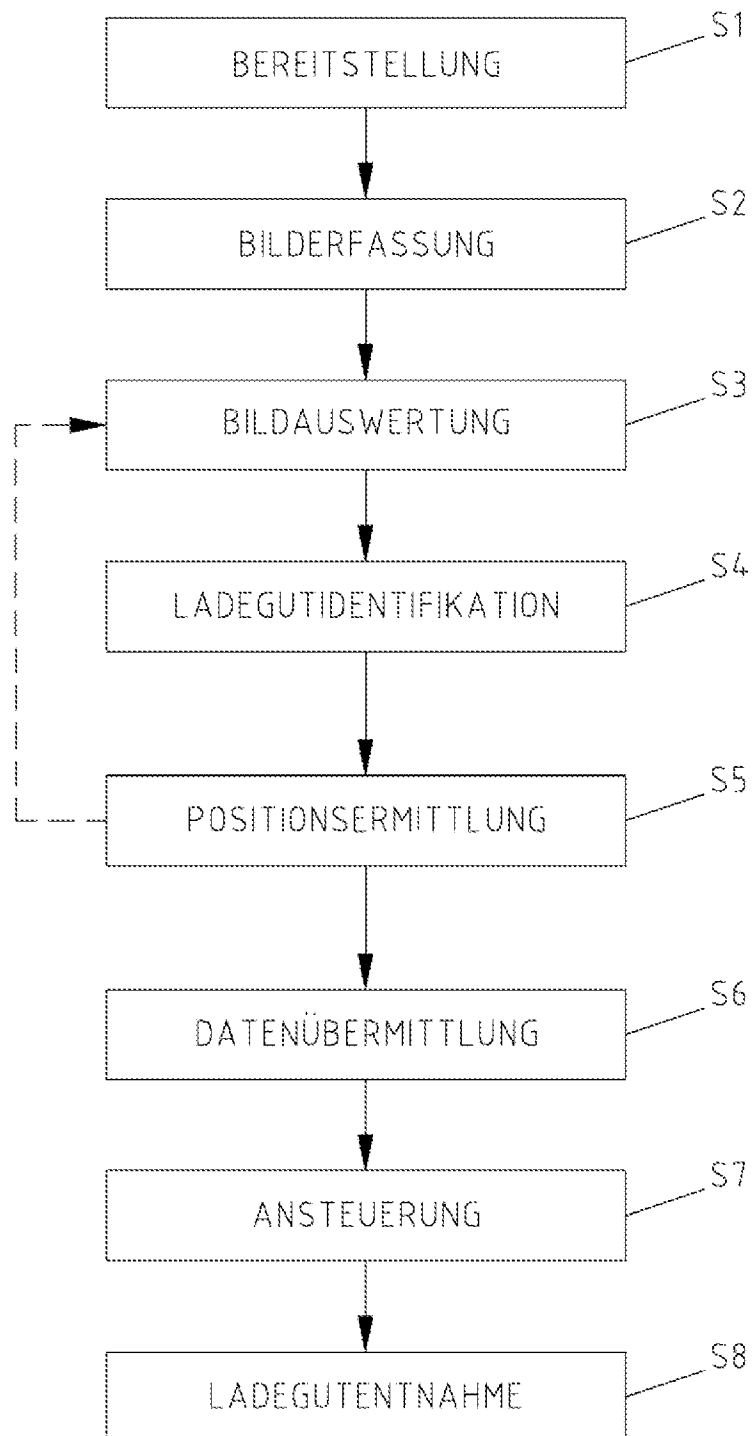 S1
BEREITSTELLUNG
S2
BILDERFASSUNG
S3
BILDAUSWERTUNG
S4
LADEGUTIDENTIFIKATION
S5
POSITIONSERMITTLUNG
S6
DATENÜBERMITTLUNG
S7
ANSTEUERUNG
S8
LADEGUTENTNAHME